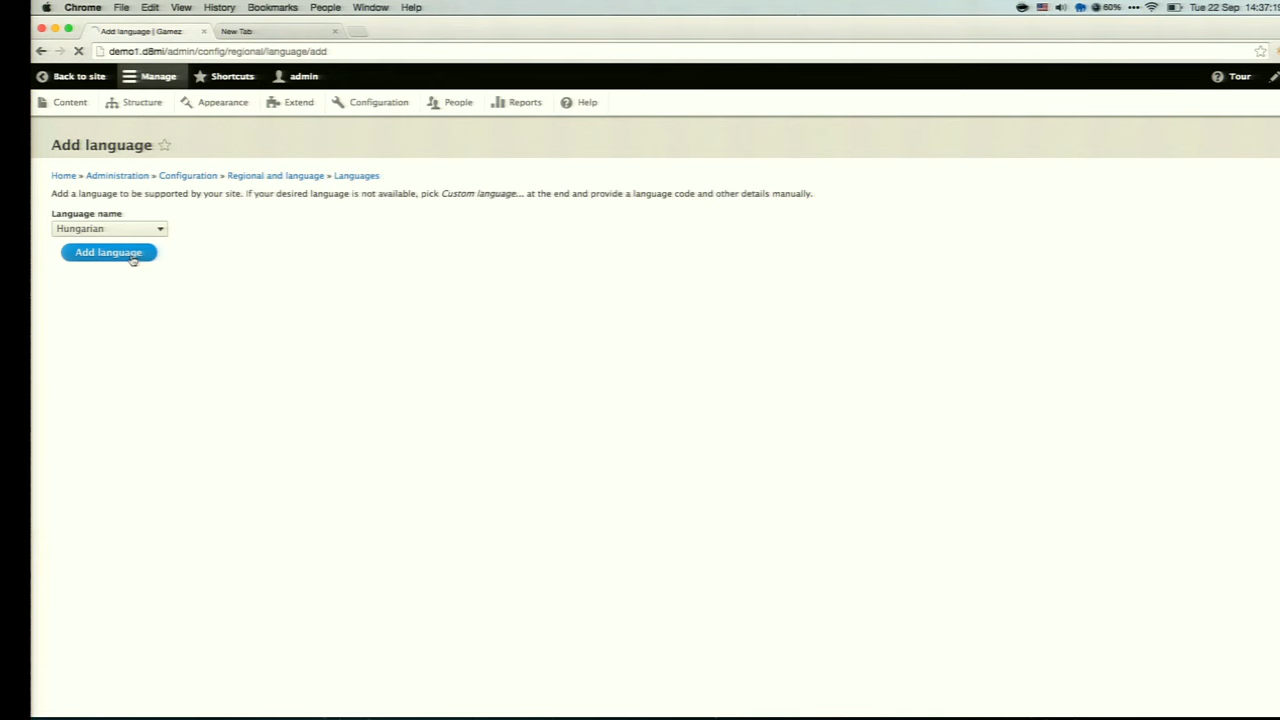 Chrome File Edit View History Bookmarks People Window Help 60% Tue 22 Sep 14:37:19
Add language | Gamez × New Tab ×
demo1.d8mi/admin/config/regional/language/add
Back to site Manage Shortcuts admin Tour
Content Structure Appearance Extend Configuration People Reports Help
Add language
Home » Administration » Configuration » Regional and language » Languages
Add a language to be supported by your site. If your desired language is not available, pick Custom language... at the end and provide a language code and other details manually.
Language name
Hungarian
Add language